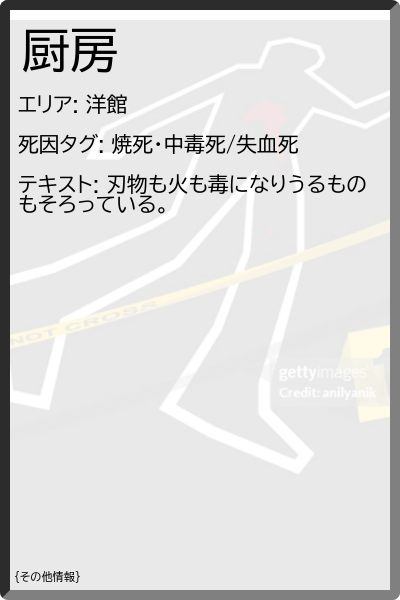 厨房
エリア: 洋館
死因タグ: 焼死・中毒死/失血死
テキスト: 刃物も火も毒になりうるもの
もそろっている。
NOT CROSS
gettyimages
Credit: anilyanik
{その他情報}